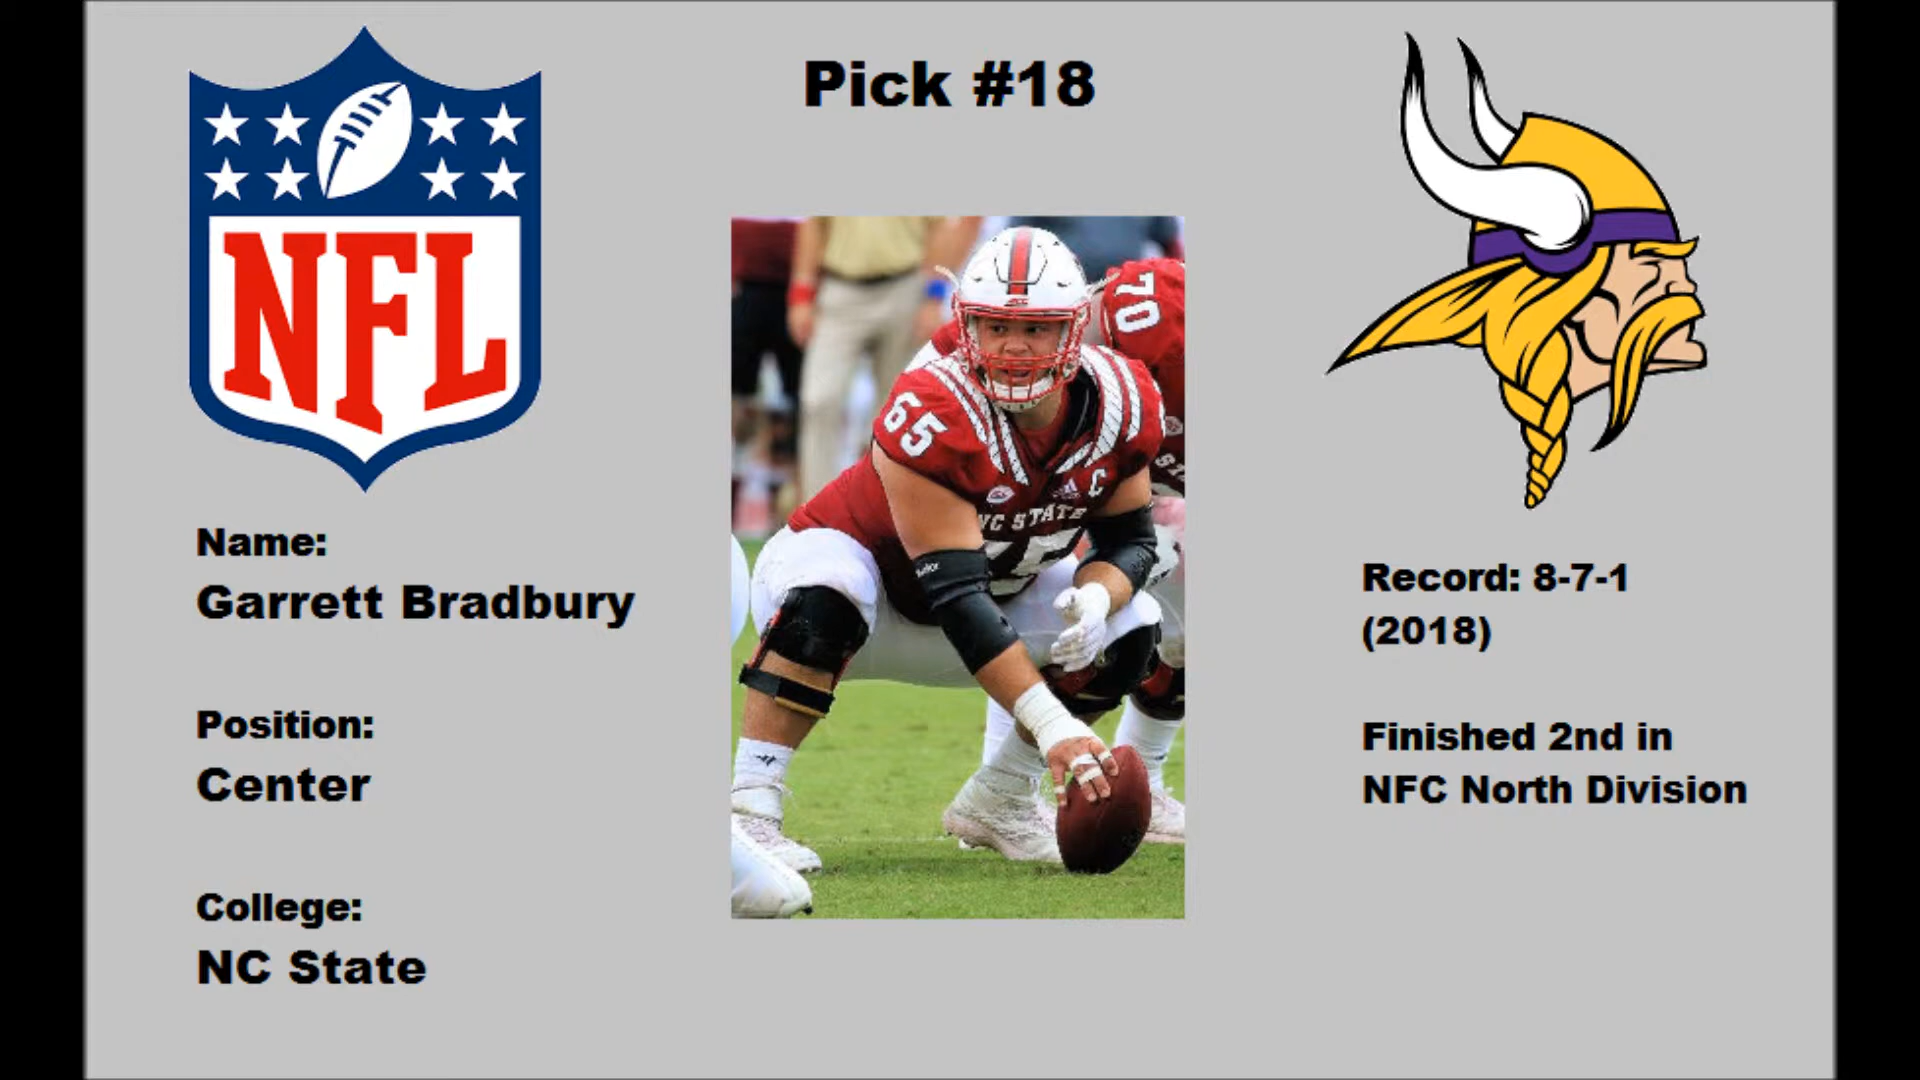 Pick #18
NFL
Name:
Garrett Bradbury
Position:
Center
College:
NC State
70
65
C
NC STATE
65
Record: 8-7-1
(2018)
Finished 2nd in
NFC North Division